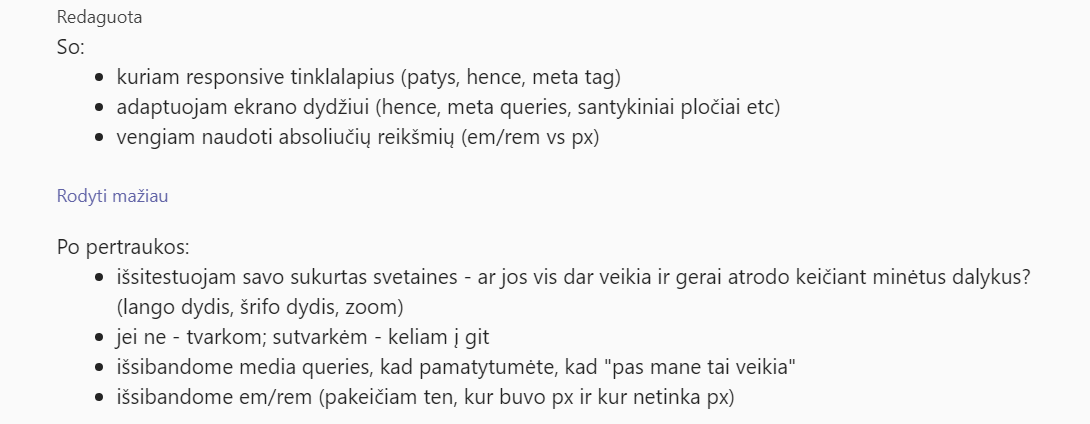 Redaguota
So:
• kuriam responsive tinklalapius (patys, hence, meta tag)
• adaptuojam ekrano dydžiui (hence, meta queries, santykiniai pločiai etc)
• vengiam naudoti absoliučių reikšmių (em/rem vs px)
Rodyti mažiau
Po pertraukos:
• išsitestuojam savo sukurtas svetaines - ar jos vis dar veikia ir gerai atrodo keičiant minėtus dalykus?
(lango dydis, šrifo dydis, zoom)
• jei ne - tvarkom; sutvarkėm - keliam į git
• išsibandome media queries, kad pamatytumėte, kad "pas mane tai veikia"
• išsibandome em/rem (pakeičiam ten, kur buvo px ir kur netinka px)